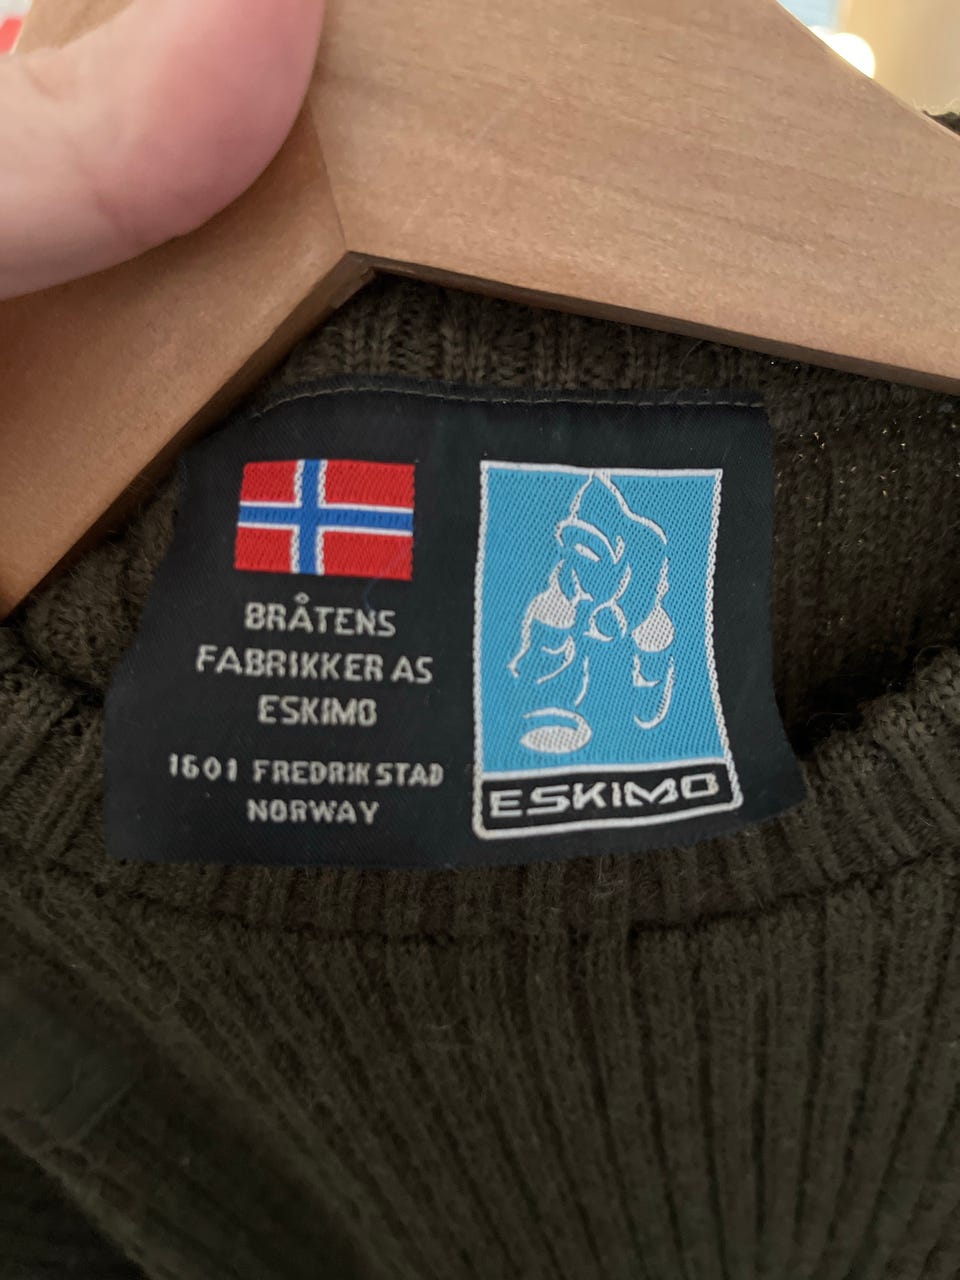 BRÅTENS
FABRIKKER AS
ESKIMO
1601 FREDRIKSTAD
NORWAY
ESKIMO